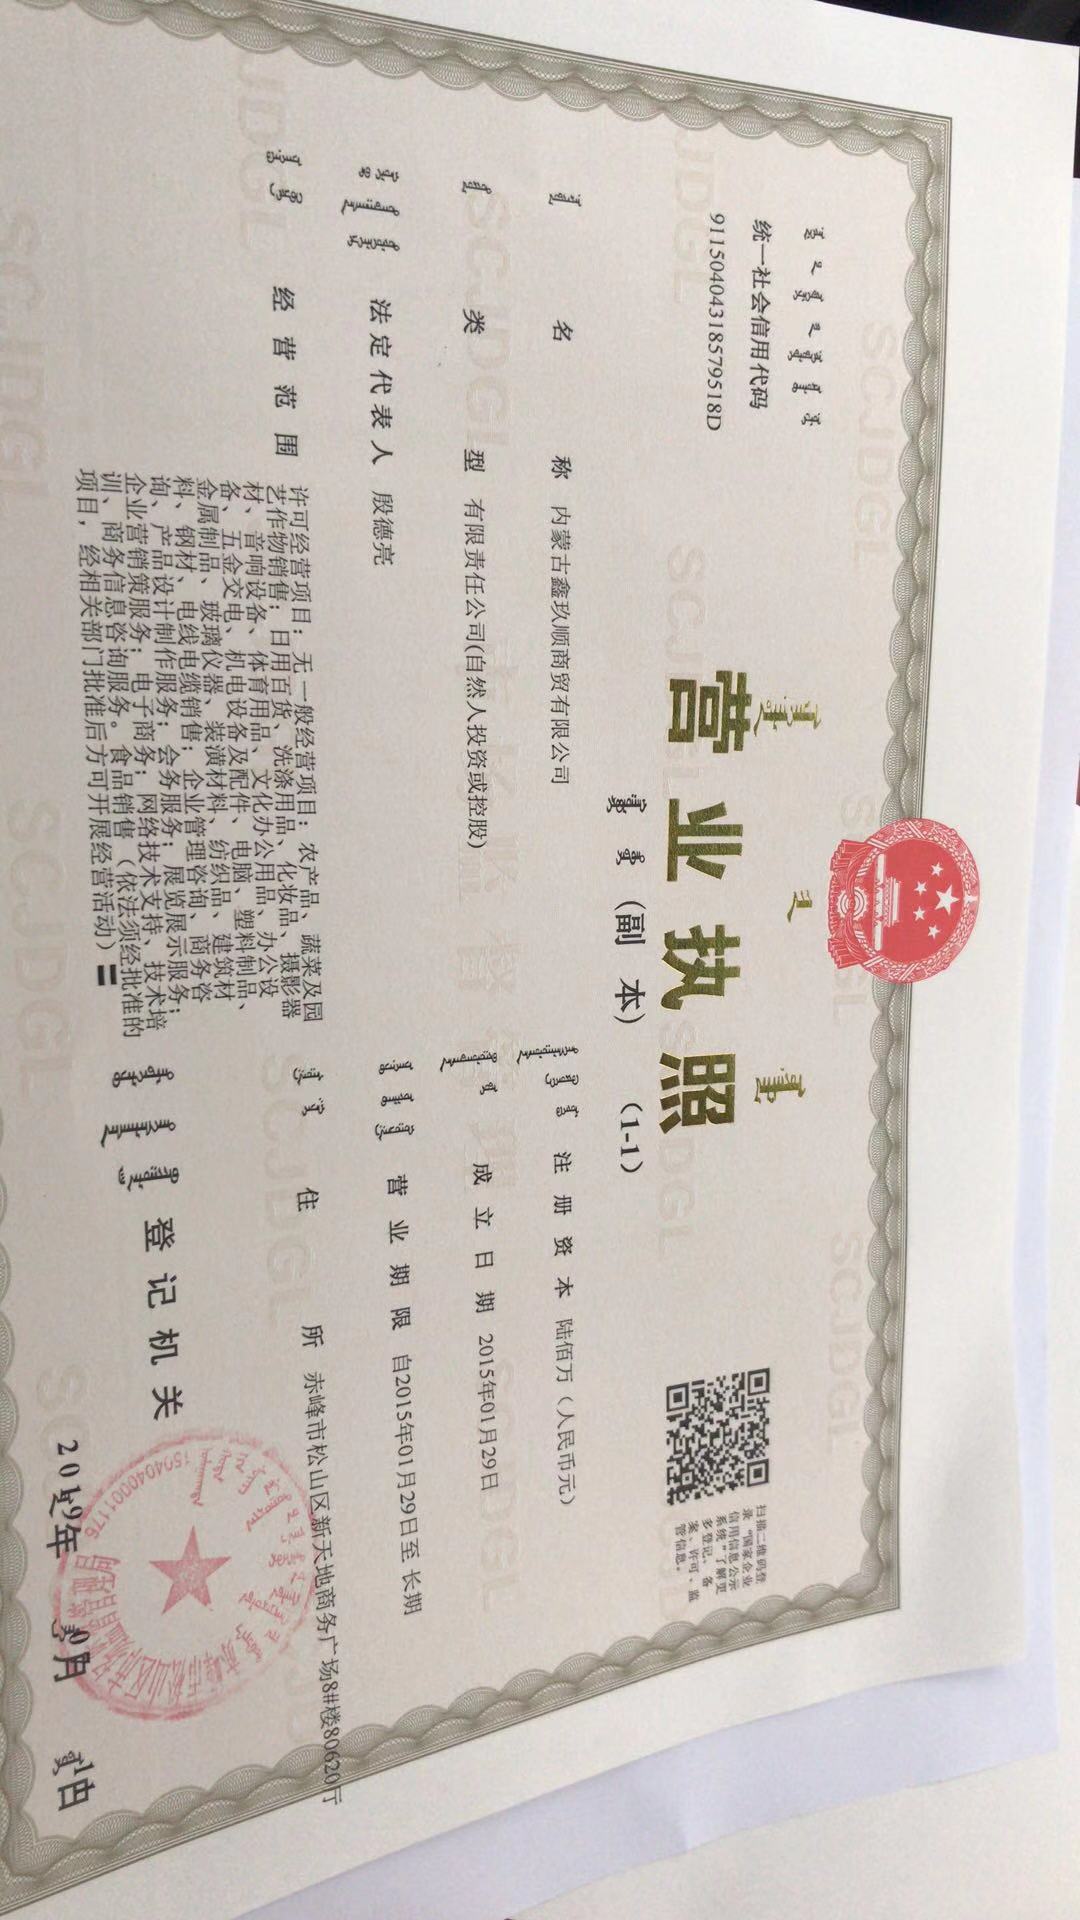 统一社会信用代码
91150404318579518D
营业执照
(副 本)
(1-1)
扫描二维码登
录“国家企业
信用信息公示
系统”了解更
多登记、备
案、许可、监
管信息。
名 称 内蒙古鑫玖顺商贸有限公司
类 型 有限责任公司(自然人投资或控股)
法定代表人 殷德亮
经营范围 许可经营项目：无 一般经营项目：农产品、蔬菜及园
艺作物销售；日用百货、洗涤用品、化妆品、摄影器
材、音响设备、体育用品、文化办公用品、办公设
备、五金交电、机电设备及配件、电脑、塑料制品、
金属制品、玻璃仪器、装潢材料、纺织品、建筑材
料、钢材、电线电缆销售；企业管理咨询、商务咨
询、产品设计制作服务；会务服务；展览展示服务；
企业营销策服务；电子商务；网络技术支持、技术培
训、商务信息咨询服务。食品销售（依法须经批准的
项目，经相关部门批准后方可开展经营活动）
注册资本 陆佰万（人民币元）
成立日期 2015年01月29日
营业期限 自2015年01月29日至 长期
住 所 赤峰市松山区新天地商务广场8#楼80620厅
登记机关
2019年 月 日